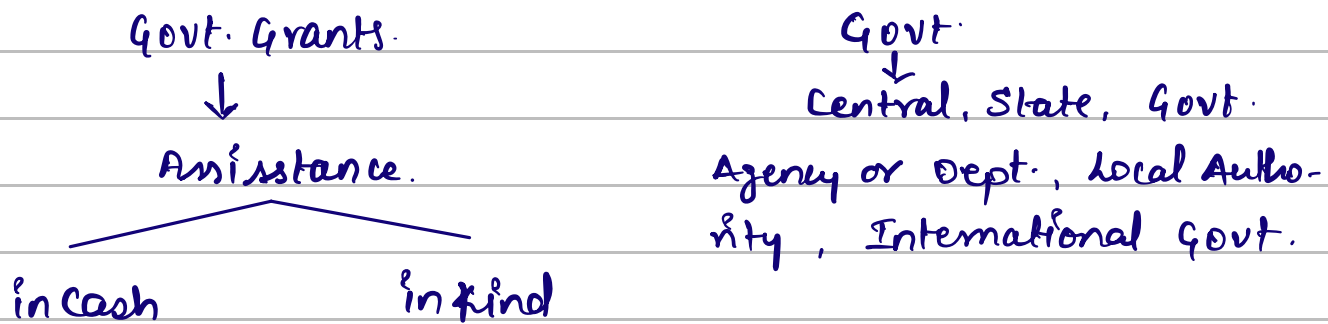 Govt. Grants.
Assisstance.
in Cash
in kind
Govt.
Central, State, Govt.
Agency or Dept., Local Autho-
rity, International Govt.